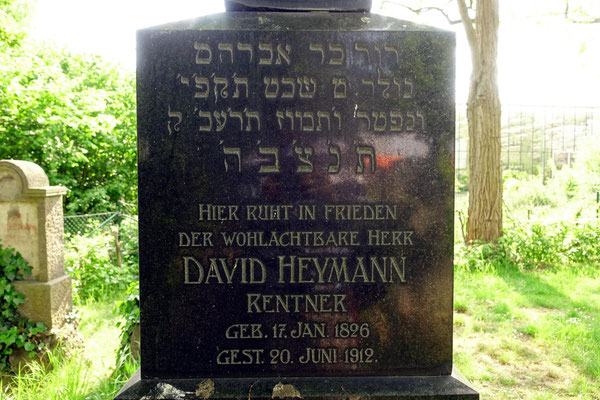 דוד בר אברהם
נולד ט׳ שבט תקפ״ו
ונפטר ו׳ תמוז תרע״ב ק
ת נ צ ב ה׳
HIER RUHT IN FRIEDEN
DER WOHLACHTBARE HERR
DAVID HEYMANN
RENTNER
GEB. 17. JAN. 1826
GEST. 20. JUNI 1912.